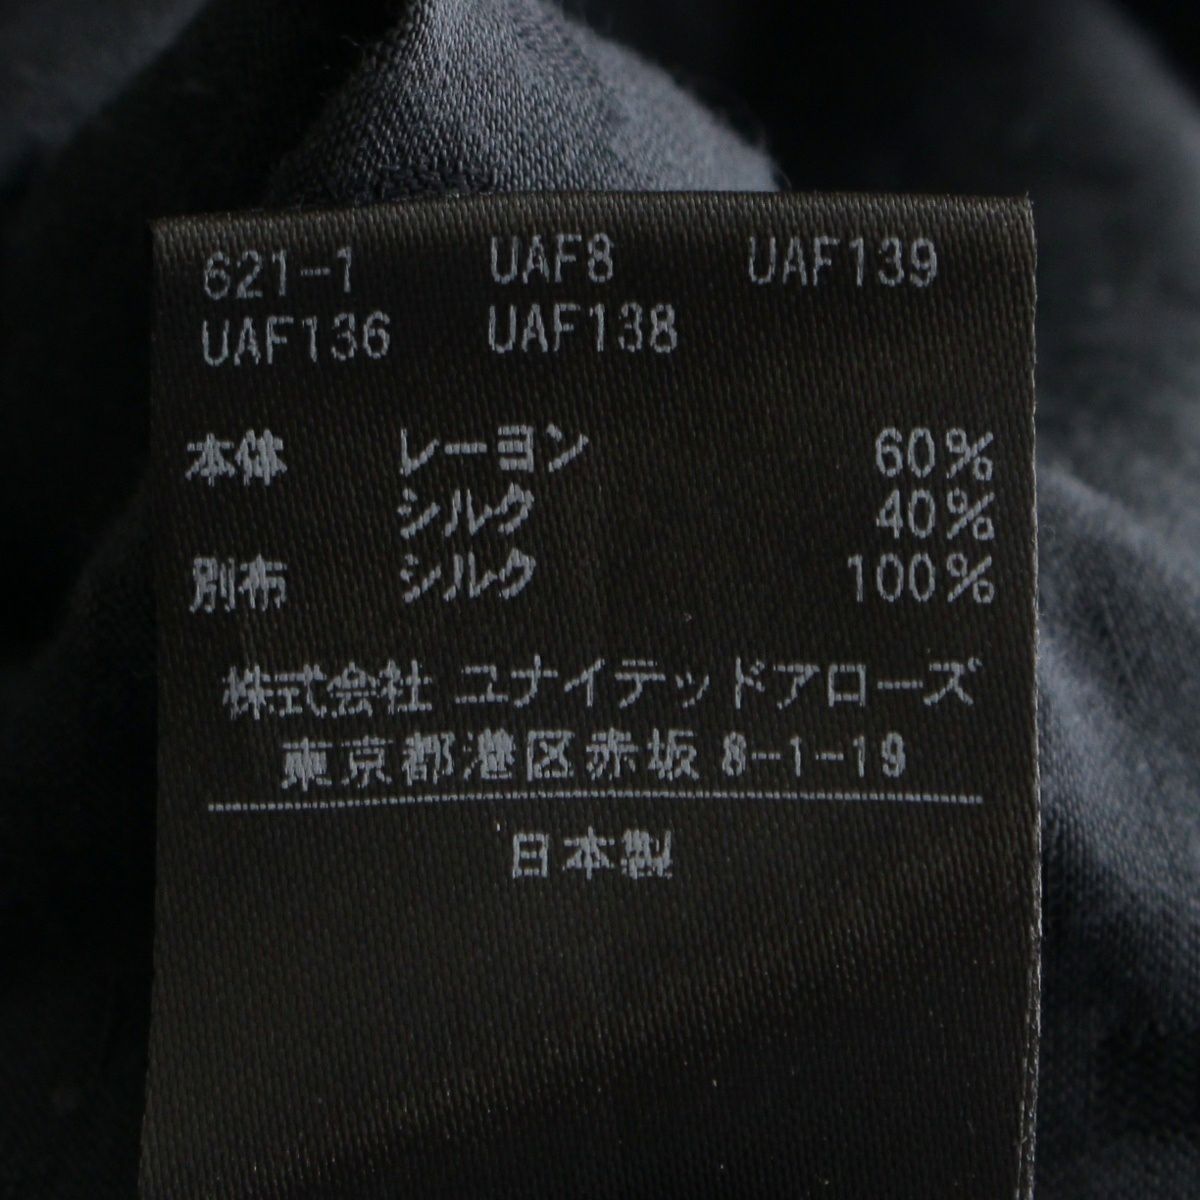 621-1 UAF8 UAF139
UAF136 UAF138
本体 レーヨン 60%
シルク 40%
別布 シルク 100%
株式会社 ユナイテッドアローズ
東京都港区赤坂 8-1-19
日本製